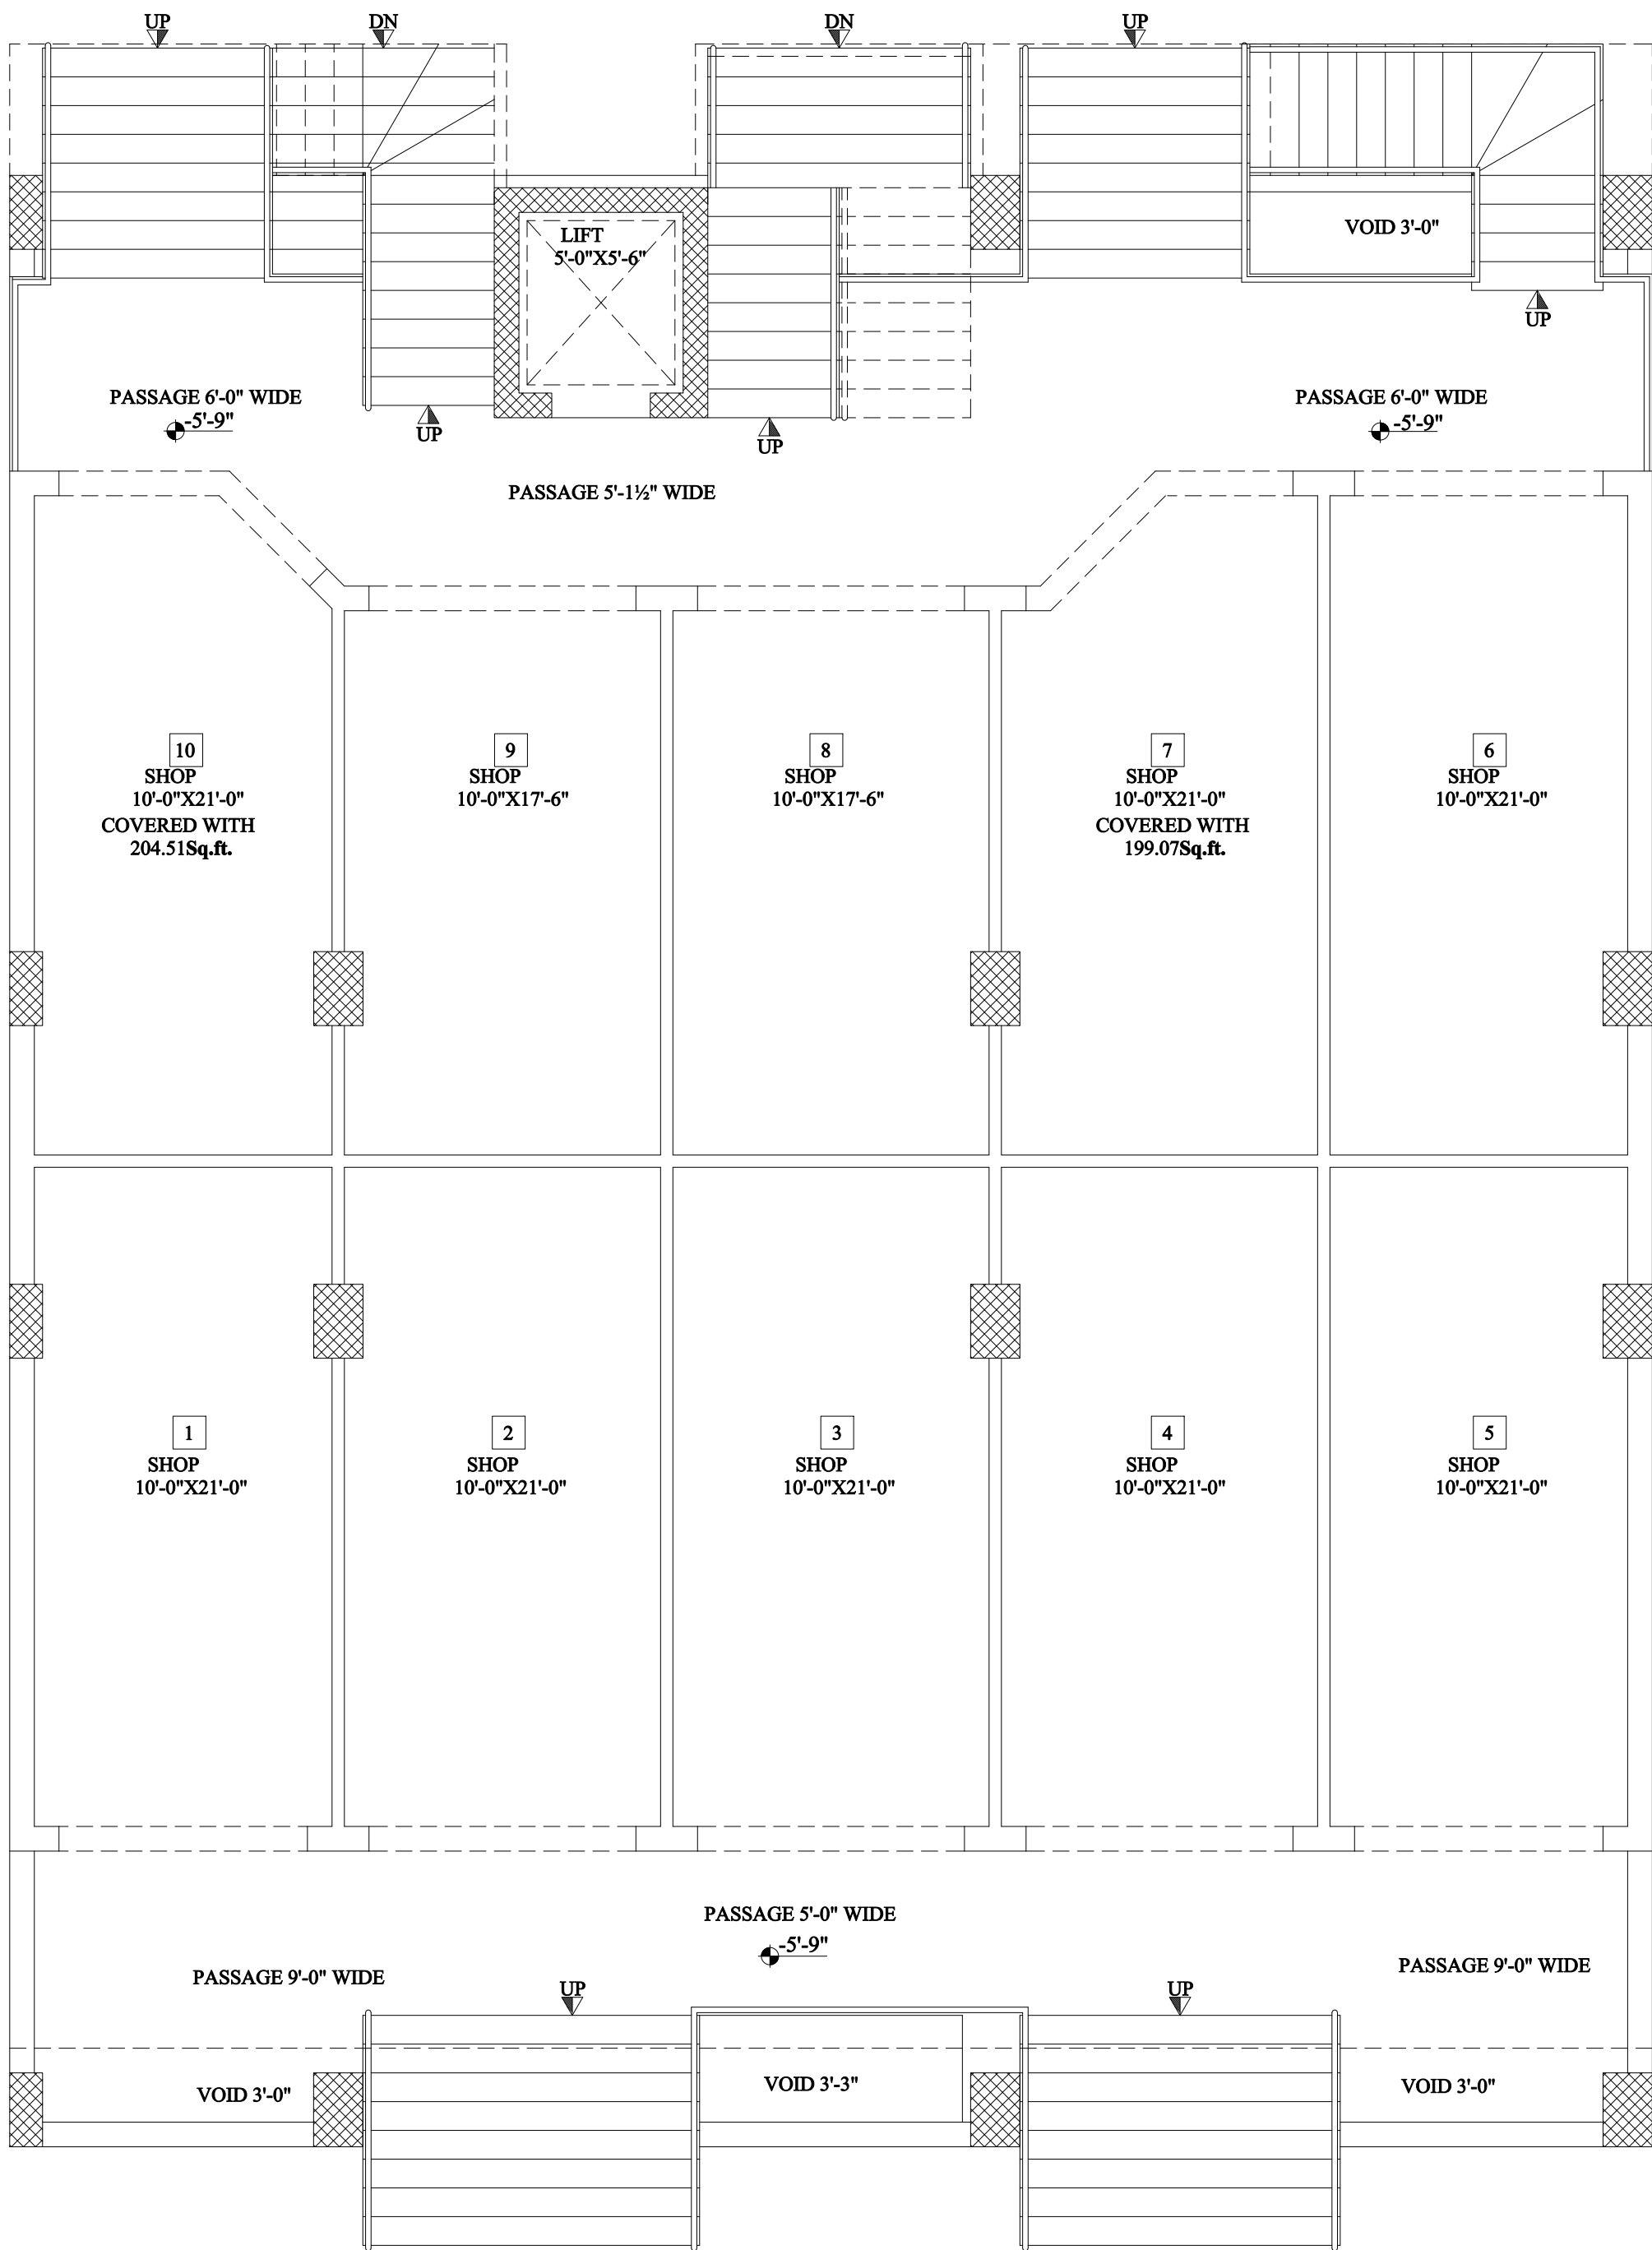 UP
DN
DN
UP
LIFT
5'-0"X5'-6"
VOID 3'-0"
UP
PASSAGE 6'-0" WIDE
-5'-9"
UP
UP
PASSAGE 6'-0" WIDE
-5'-9"
PASSAGE 5'-1½" WIDE
10
SHOP
10'-0"X21'-0"
COVERED WITH
204.51Sq.ft.
9
SHOP
10'-0"X17'-6"
8
SHOP
10'-0"X17'-6"
7
SHOP
10'-0"X21'-0"
COVERED WITH
199.07Sq.ft.
6
SHOP
10'-0"X21'-0"
1
SHOP
10'-0"X21'-0"
2
SHOP
10'-0"X21'-0"
3
SHOP
10'-0"X21'-0"
4
SHOP
10'-0"X21'-0"
5
SHOP
10'-0"X21'-0"
PASSAGE 5'-0" WIDE
-5'-9"
PASSAGE 9'-0" WIDE
PASSAGE 9'-0" WIDE
UP
UP
VOID 3'-0"
VOID 3'-3"
VOID 3'-0"